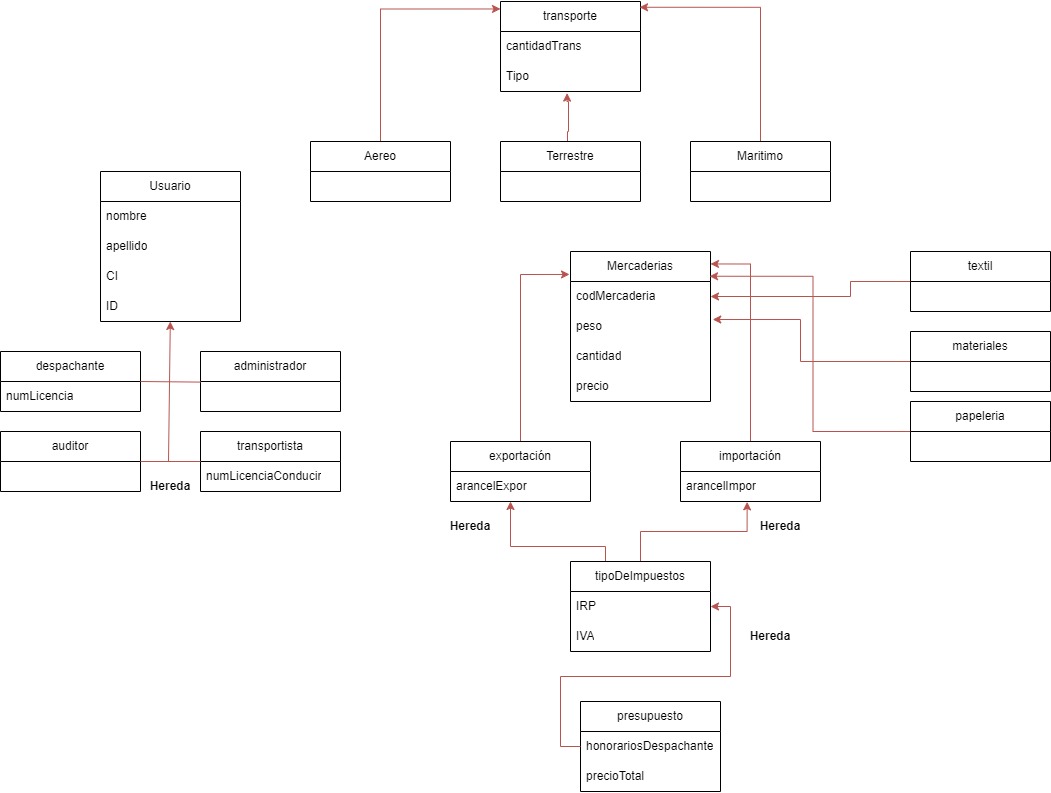 transporte
cantidadTrans
Tipo
Aereo
Terrestre
Maritimo
Usuario
nombre
apellido
CI
ID
despachante
numLicencia
administrador
auditor
transportista
numLicenciaConducir
Hereda
Mercaderias
codMercaderia
peso
cantidad
precio
textil
materiales
papeleria
exportación
arancelExpor
importación
arancelImpor
Hereda
Hereda
tipoDeImpuestos
IRP
IVA
Hereda
presupuesto
honorariosDespachante
precioTotal